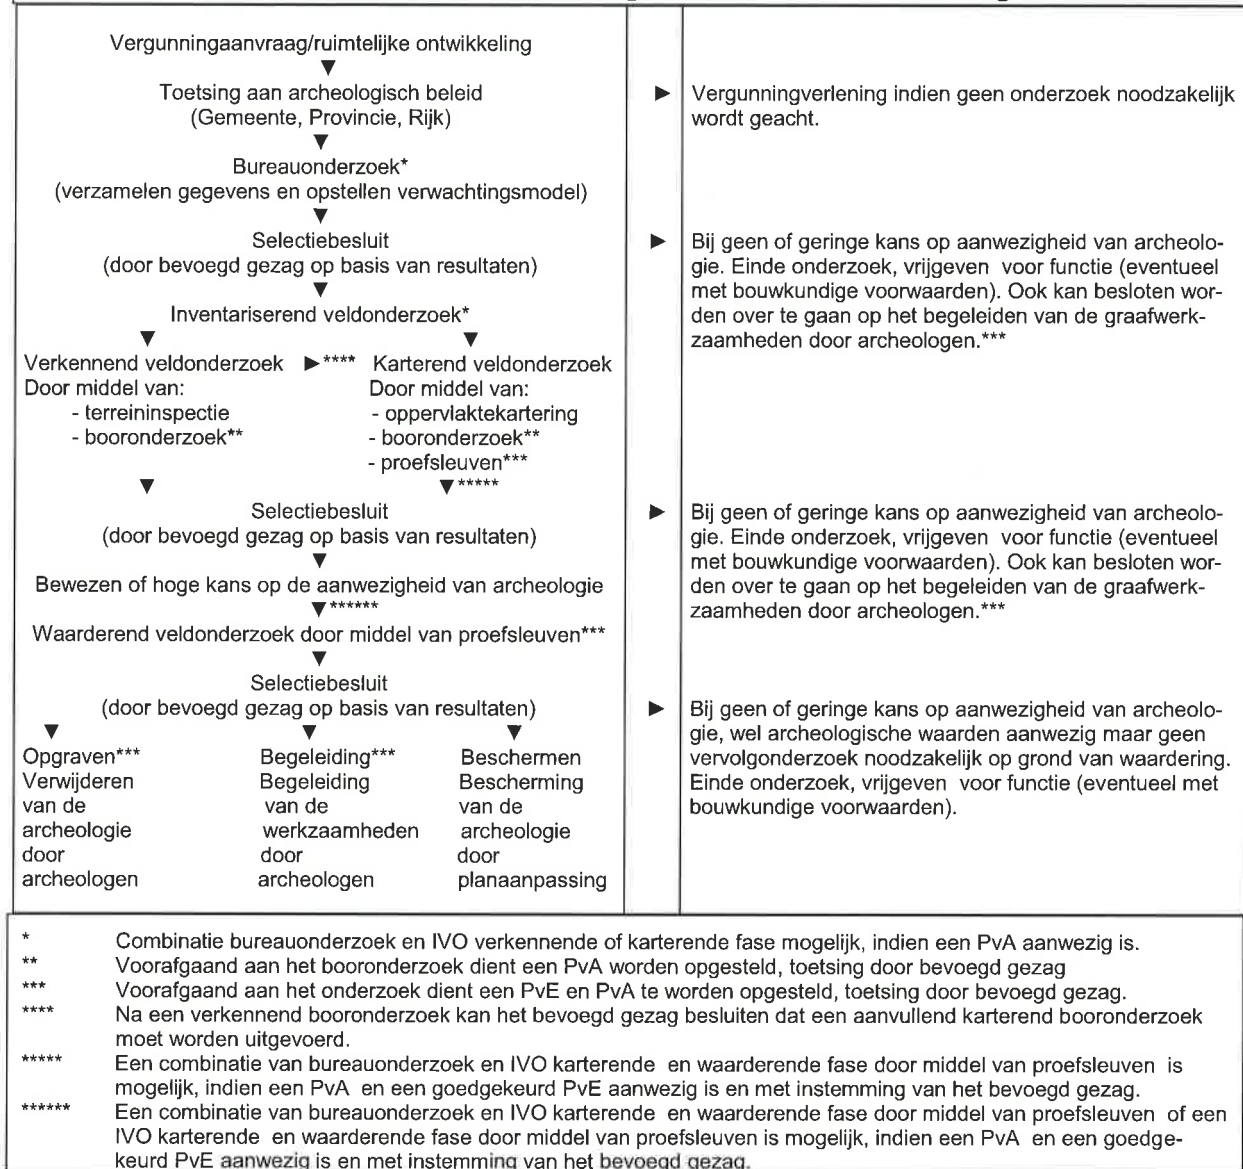 Vergunningaanvraag/ruimtelijke ontwikkeling
▼
Toetsing aan archeologisch beleid
(Gemeente, Provincie, Rijk)
▼
Bureauonderzoek*
(verzamelen gegevens en opstellen verwachtingsmodel)
▼
Selectiebesluit
(door bevoegd gezag op basis van resultaten)
▼
Inventariserend veldonderzoek*
▼ ▼
Verkennend veldonderzoek ►**** Karterend veldonderzoek
Door middel van: Door middel van:
- terreininspectie - oppervlaktekartering
- booronderzoek** - booronderzoek**
- proefsleuven***
▼ ▼*****
Selectiebesluit
(door bevoegd gezag op basis van resultaten)
▼
Bewezen of hoge kans op de aanwezigheid van archeologie
▼******
Waarderend veldonderzoek door middel van proefsleuven***
▼
Selectiebesluit
(door bevoegd gezag op basis van resultaten)
▼ ▼ ▼
Opgraven*** Begeleiding*** Beschermen
Verwijderen Begeleiding Bescherming
van de van de van de
archeologie werkzaamheden archeologie
door door door
archeologen archeologen planaanpassing
► Vergunningverlening indien geen onderzoek noodzakelijk
wordt geacht.
► Bij geen of geringe kans op aanwezigheid van archeolo-
gie. Einde onderzoek, vrijgeven voor functie (eventueel
met bouwkundige voorwaarden). Ook kan besloten wor-
den over te gaan op het begeleiden van de graafwerk-
zaamheden door archeologen.***
► Bij geen of geringe kans op aanwezigheid van archeolo-
gie. Einde onderzoek, vrijgeven voor functie (eventueel
met bouwkundige voorwaarden). Ook kan besloten wor-
den over te gaan op het begeleiden van de graafwerk-
zaamheden door archeologen.***
► Bij geen of geringe kans op aanwezigheid van archeolo-
gie, wel archeologische waarden aanwezig maar geen
vervolgonderzoek noodzakelijk op grond van waardering.
Einde onderzoek, vrijgeven voor functie (eventueel met
bouwkundige voorwaarden).
* Combinatie bureauonderzoek en IVO verkennende of karterende fase mogelijk, indien een PvA aanwezig is.
** Voorafgaand aan het booronderzoek dient een PvA worden opgesteld, toetsing door bevoegd gezag
*** Voorafgaand aan het onderzoek dient een PvE en PvA te worden opgesteld, toetsing door bevoegd gezag.
**** Na een verkennend booronderzoek kan het bevoegd gezag besluiten dat een aanvullend karterend booronderzoek
moet worden uitgevoerd.
***** Een combinatie van bureauonderzoek en IVO karterende en waarderende fase door middel van proefsleuven is
mogelijk, indien een PvA en een goedgekeurd PvE aanwezig is en met instemming van het bevoegd gezag.
****** Een combinatie van bureauonderzoek en IVO karterende en waarderende fase door middel van proefsleuven of een
IVO karterende en waarderende fase door middel van proefsleuven is mogelijk, indien een PvA en een goedge-
keurd PvE aanwezig is en met instemming van het bevoegd gezag.